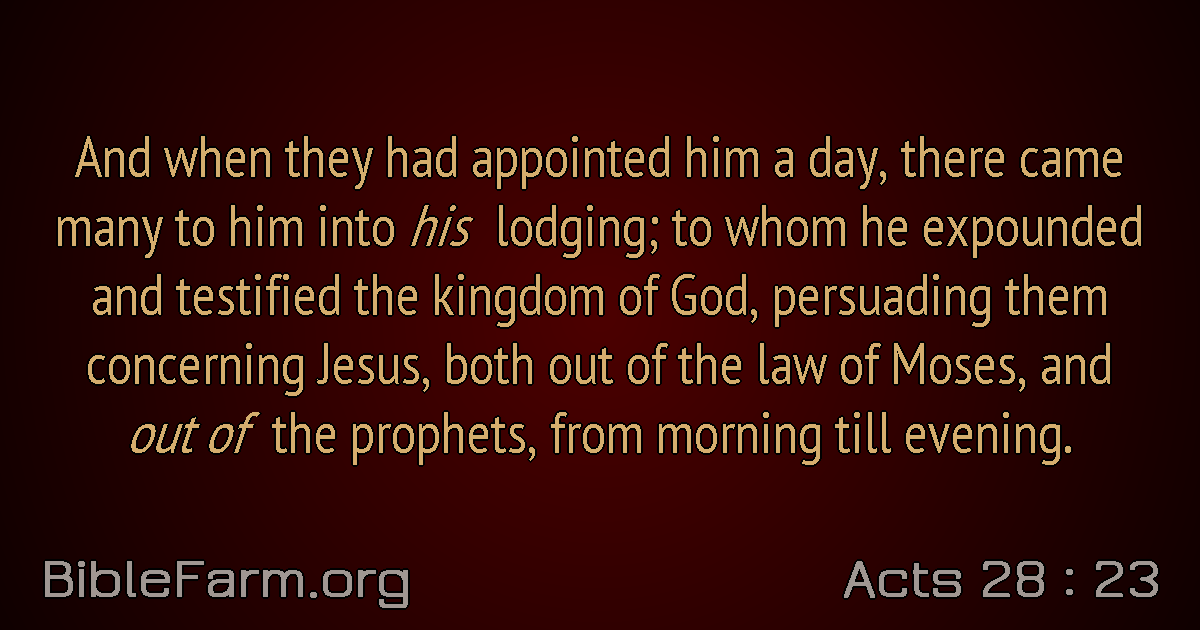 And when they had appointed him a day, there came
many to him into his lodging; to whom he expounded
and testified the kingdom of God, persuading them
concerning Jesus, both out of the law of Moses, and
out of the prophets, from morning till evening.
BibleFarm.org
Acts 28 : 23